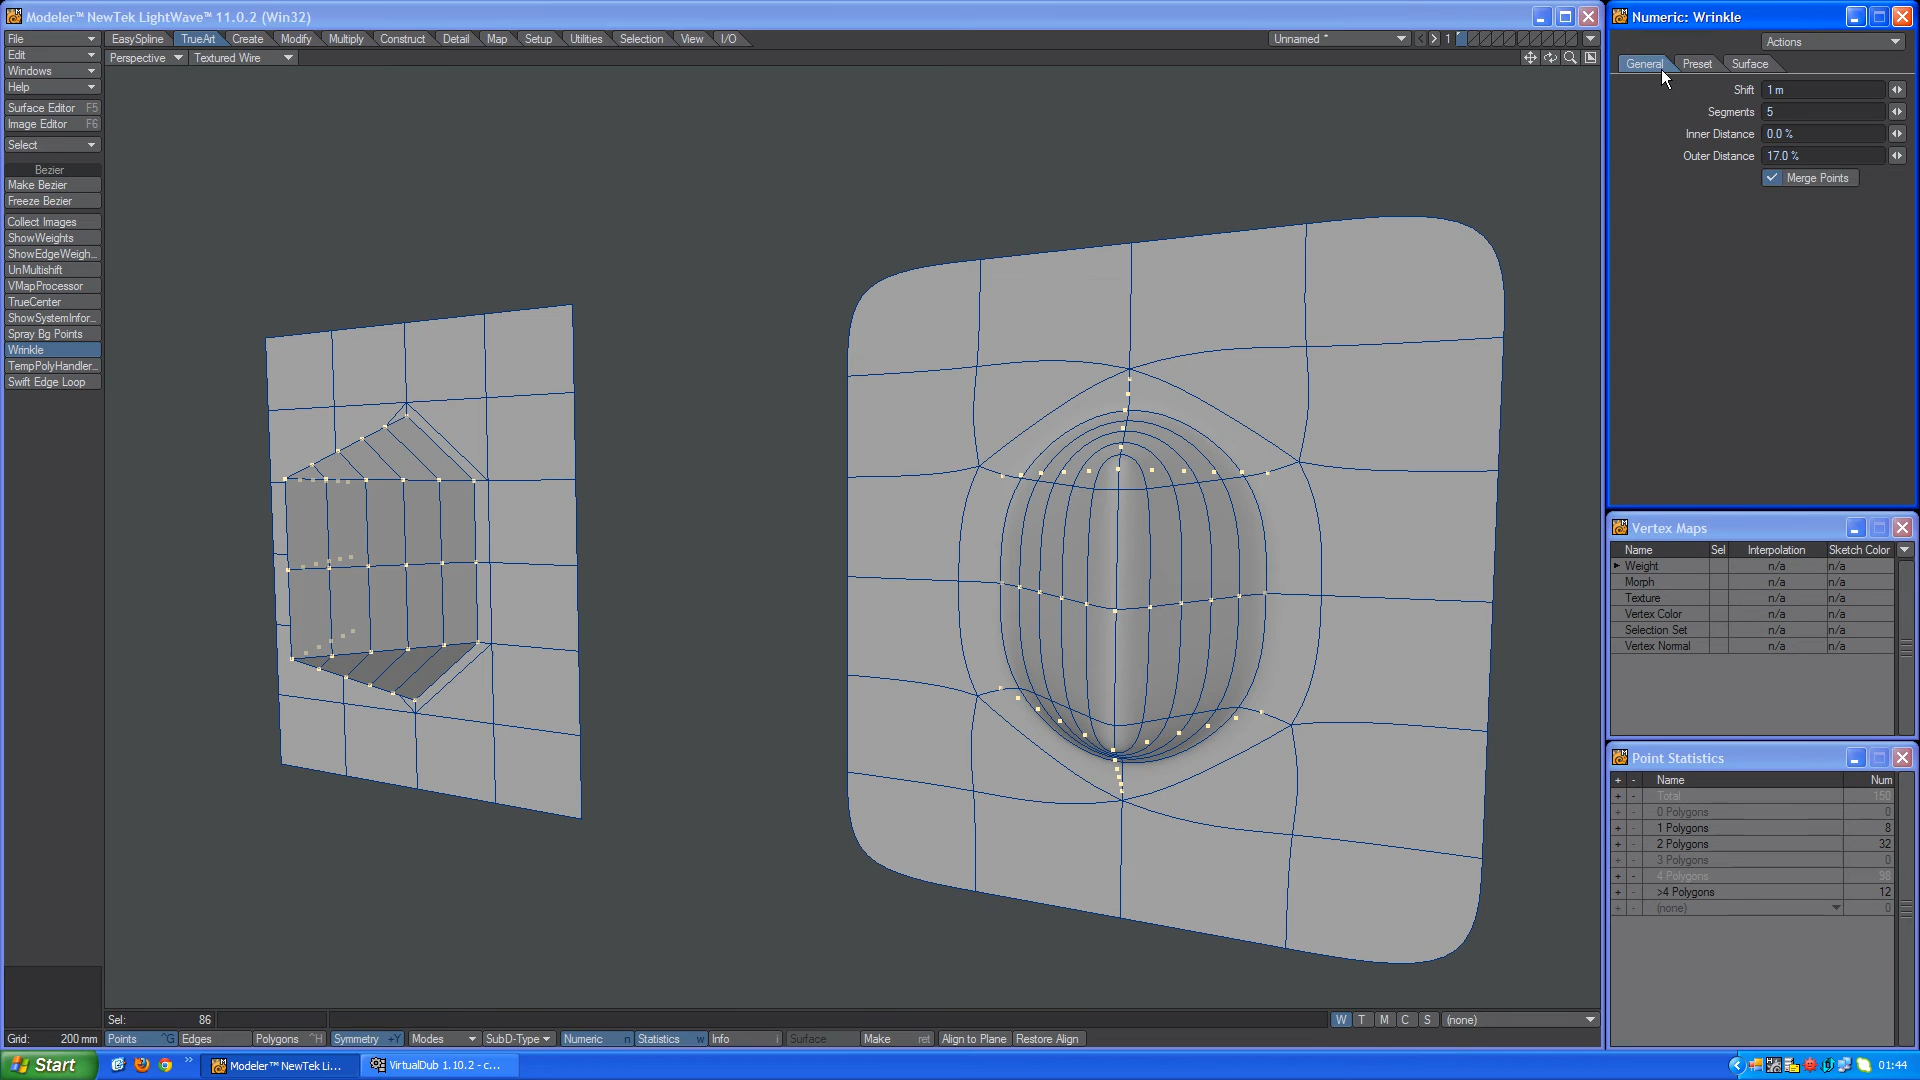 Modeler™ NewTek LightWave™ 11.0.2 (Win32)
File
Edit
Windows
Help
Surface Editor F5
Image Editor F6
Select
Bezier
Make Bezier
Freeze Bezier
Collect Images
ShowWeights
ShowEdgeWeigh...
UnMultishift
VMapProcessor
TrueCenter
ShowSystemInfor...
Spray Bg Points
Wrinkle
TempPolyHandler...
Swift Edge Loop
EasySpline TrueArt Create Modify Multiply Construct Detail Map Setup Utilities Selection View I/O
Unnamed * < > 1
Perspective Textured Wire
Numeric: Wrinkle
Actions
General Preset Surface
Shift 1 m
Segments 5
Inner Distance 0.0 %
Outer Distance 17.0 %
Merge Points
Vertex Maps
Name Sel Interpolation Sketch Color
Weight n/a n/a
Morph n/a n/a
Texture n/a n/a
Vertex Color n/a n/a
Selection Set n/a n/a
Vertex Normal n/a n/a
Point Statistics
+ - Name Num
+ - Total 150
+ - 0 Polygons 0
+ - 1 Polygons 8
+ - 2 Polygons 32
+ - 3 Polygons 0
+ - 4 Polygons 98
+ - >4 Polygons 12
+ - (none) 0
Sel: 86
W T M C S (none)
Grid: 200 mm
Points ^G Edges Polygons ^H Symmetry +Y Modes SubD-Type Numeric n Statistics w Info i Surface Make ret Align to Plane Restore Align
Start » Modeler™ NewTek Li... VirtualDub 1.10.2 - c... 01:44